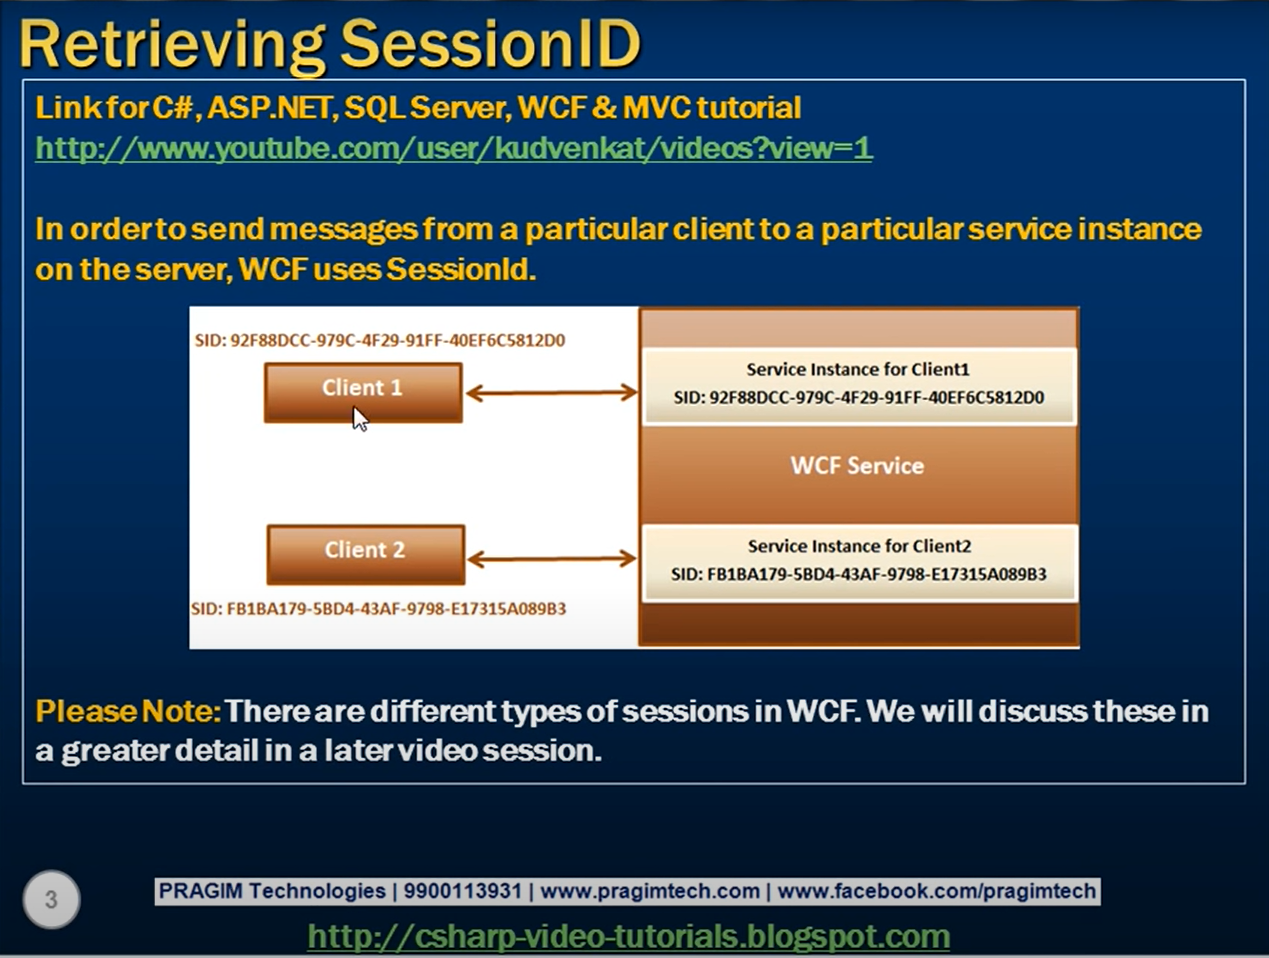 Retrieving SessionID
Link for C#, ASP.NET, SQL Server, WCF & MVC tutorial
http://www.youtube.com/user/kudvenkat/videos?view=1
In order to send messages from a particular client to a particular service instance
on the server, WCF uses SessionId.
SID: 92F88DCC-979C-4F29-91FF-40EF6C5812D0
Client 1
Service Instance for Client1
SID: 92F88DCC-979C-4F29-91FF-40EF6C5812D0
WCF Service
Client 2
SID: FB1BA179-5BD4-43AF-9798-E17315A089B3
Service Instance for Client2
SID: FB1BA179-5BD4-43AF-9798-E17315A089B3
Please Note: There are different types of sessions in WCF. We will discuss these in
a greater detail in a later video session.
3
PRAGIM Technologies | 9900113931 | www.pragimtech.com | www.facebook.com/pragimtech
http://csharp-video-tutorials.blogspot.com